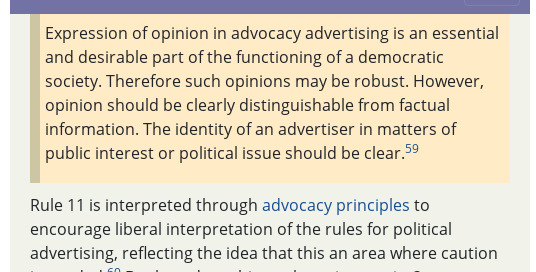 Expression of opinion in advocacy advertising is an essential
and desirable part of the functioning of a democratic
society. Therefore such opinions may be robust. However,
opinion should be clearly distinguishable from factual
information. The identity of an advertiser in matters of
public interest or political issue should be clear.59
Rule 11 is interpreted through advocacy principles to
encourage liberal interpretation of the rules for political
advertising, reflecting the idea that this an area where caution